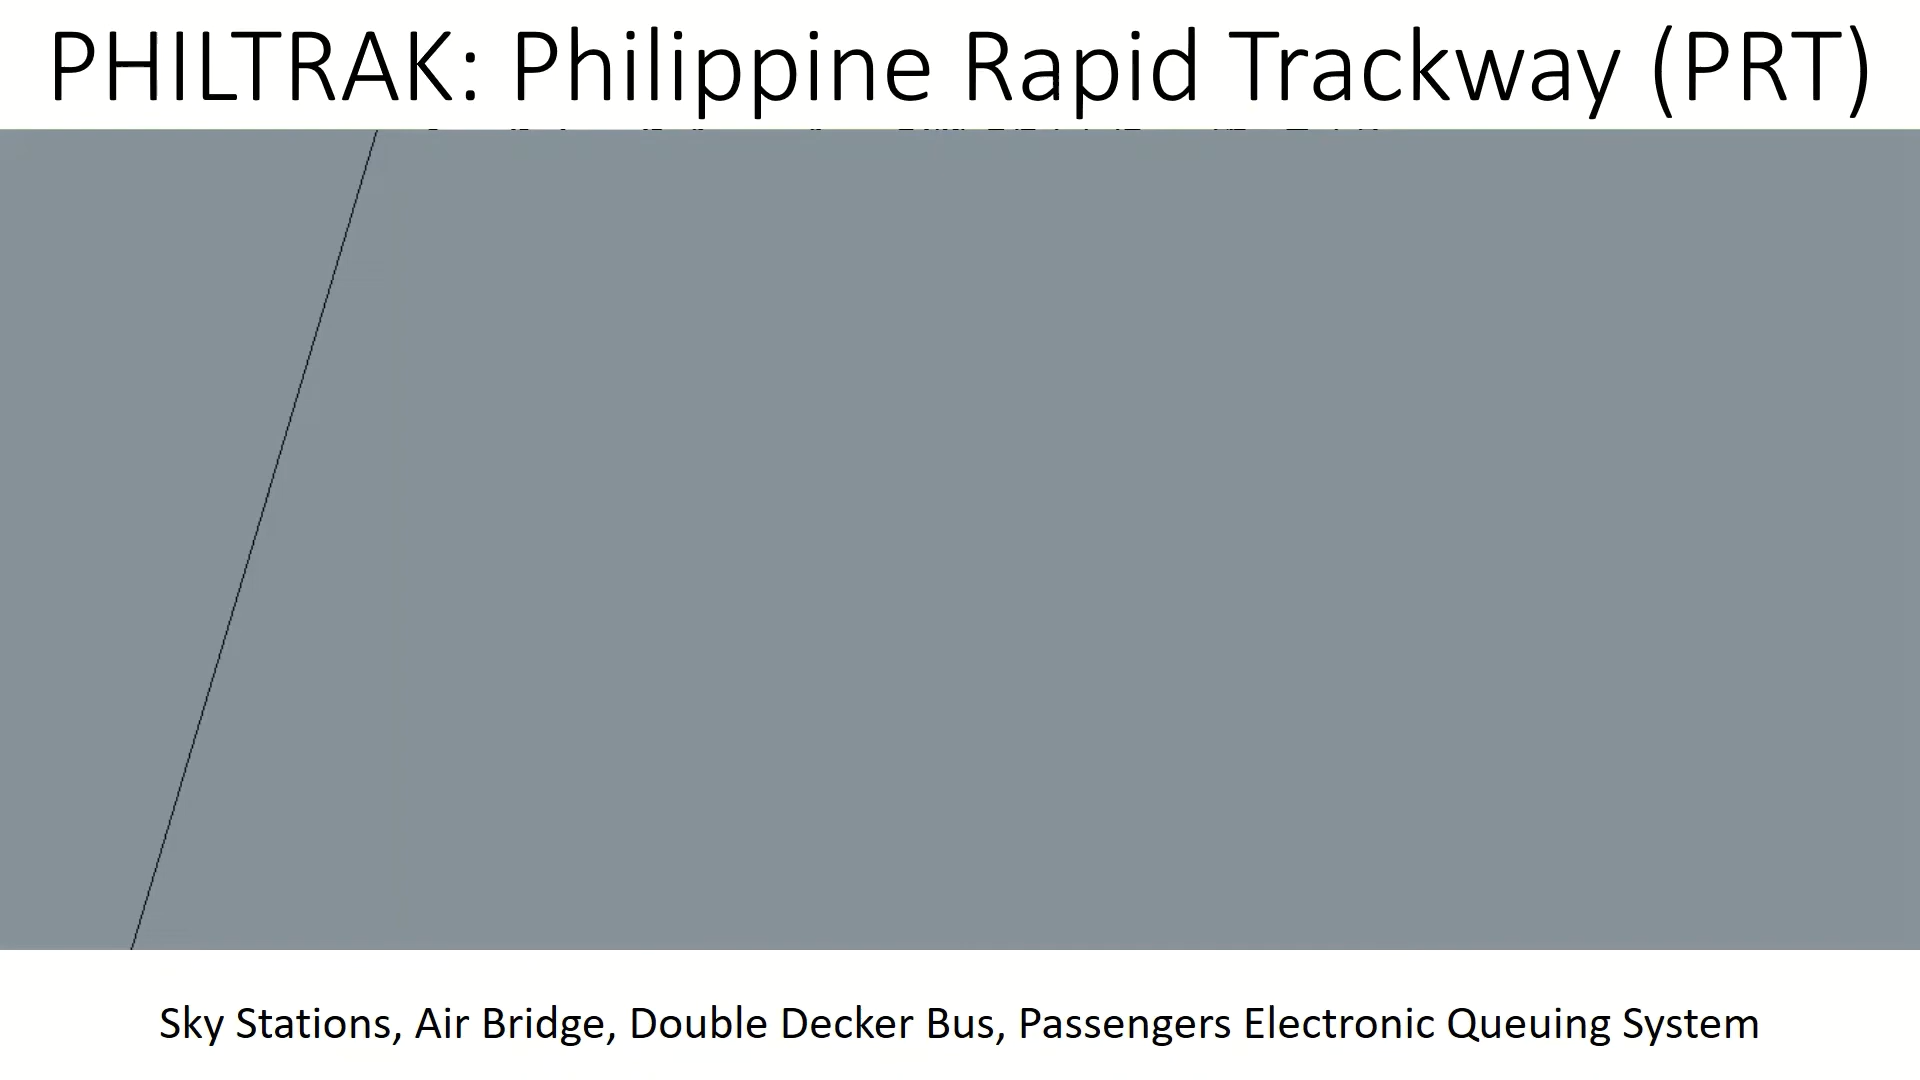 PHILTRAK: Philippine Rapid Trackway (PRT)
Sky Stations, Air Bridge, Double Decker Bus, Passengers Electronic Queuing System